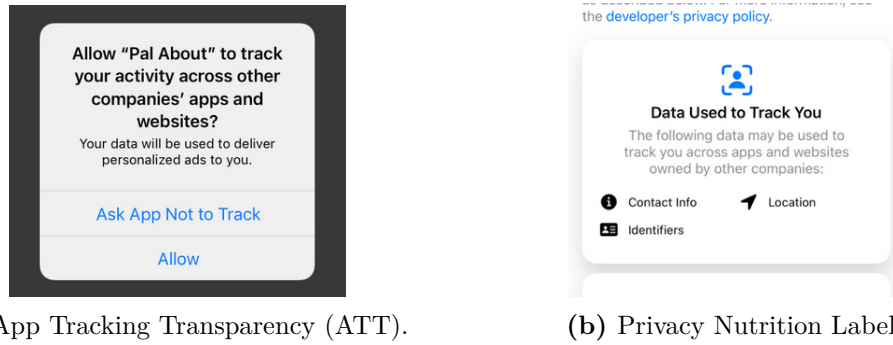 Allow “Pal About” to track
your activity across other
companies’ apps and
websites?
Your data will be used to deliver
personalized ads to you.
Ask App Not to Track
Allow
App Tracking Transparency (ATT).
the developer’s privacy policy.
Data Used to Track You
The following data may be used to
track you across apps and websites
owned by other companies:
Contact Info
Location
Identifiers
(b) Privacy Nutrition Label